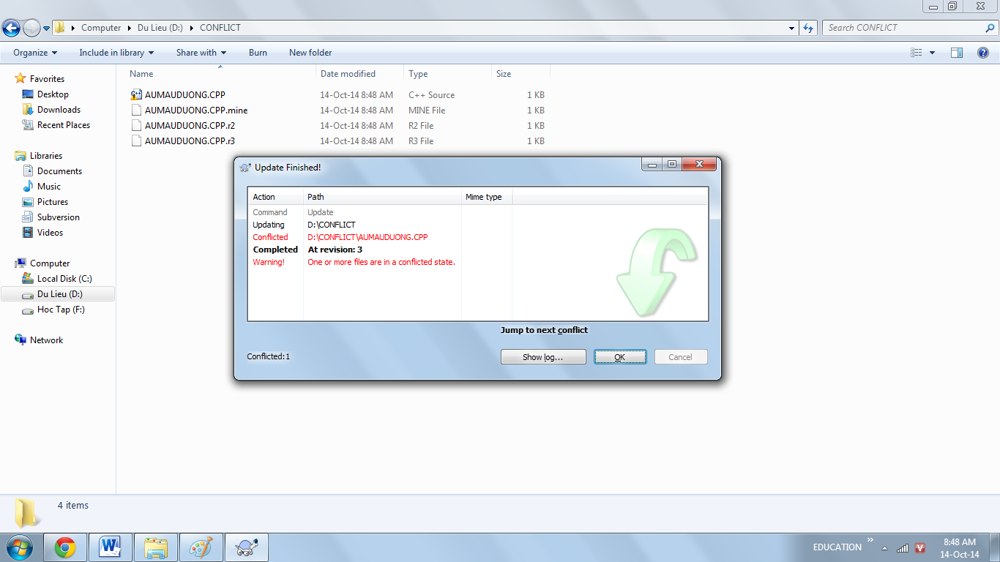 Computer ▸ Du Lieu (D:) ▸ CONFLICT
Search CONFLICT
Organize Include in library Share with Burn New folder
Favorites
Desktop
Downloads
Recent Places
Libraries
Documents
Music
Pictures
Subversion
Videos
Computer
Local Disk (C:)
Du Lieu (D:)
Hoc Tap (F:)
Network
Name Date modified Type Size
AUMAUDUONG.CPP 14-Oct-14 8:48 AM C++ Source 1 KB
AUMAUDUONG.CPP.mine 14-Oct-14 8:48 AM MINE File 1 KB
AUMAUDUONG.CPP.r2 14-Oct-14 8:48 AM R2 File 1 KB
AUMAUDUONG.CPP.r3 14-Oct-14 8:48 AM R3 File 1 KB
Update Finished!
Action Path Mime type
Command Update
Updating D:\CONFLICT
Conflicted D:\CONFLICT\AUMAUDUONG.CPP
Completed At revision: 3
Warning! One or more files are in a conflicted state.
Jump to next conflict
Conflicted:1
Show log... OK Cancel
4 items
EDUCATION
8:48 AM
14-Oct-14